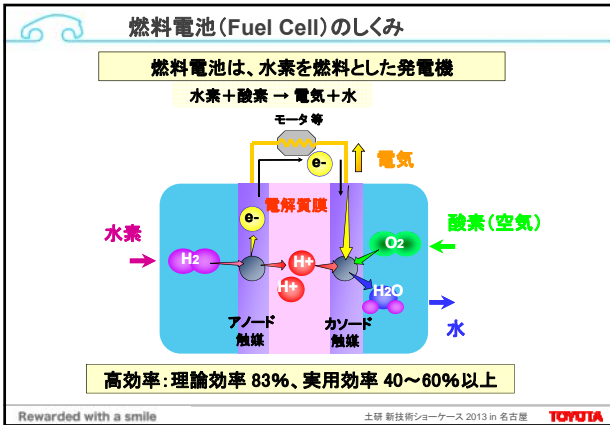 燃料電池(Fuel Cell)のしくみ
燃料電池は、水素を燃料とした発電機
水素+酸素 → 電気+水
モータ等
e-
電気
電解質膜
e-
水素
酸素(空気)
H2
O2
H+
H+
H2O
水
アノード
触媒
カソード
触媒
高効率:理論効率 83%、実用効率 40~60%以上
Rewarded with a smile
土研 新技術ショーケース 2013 in 名古屋
TOYOTA